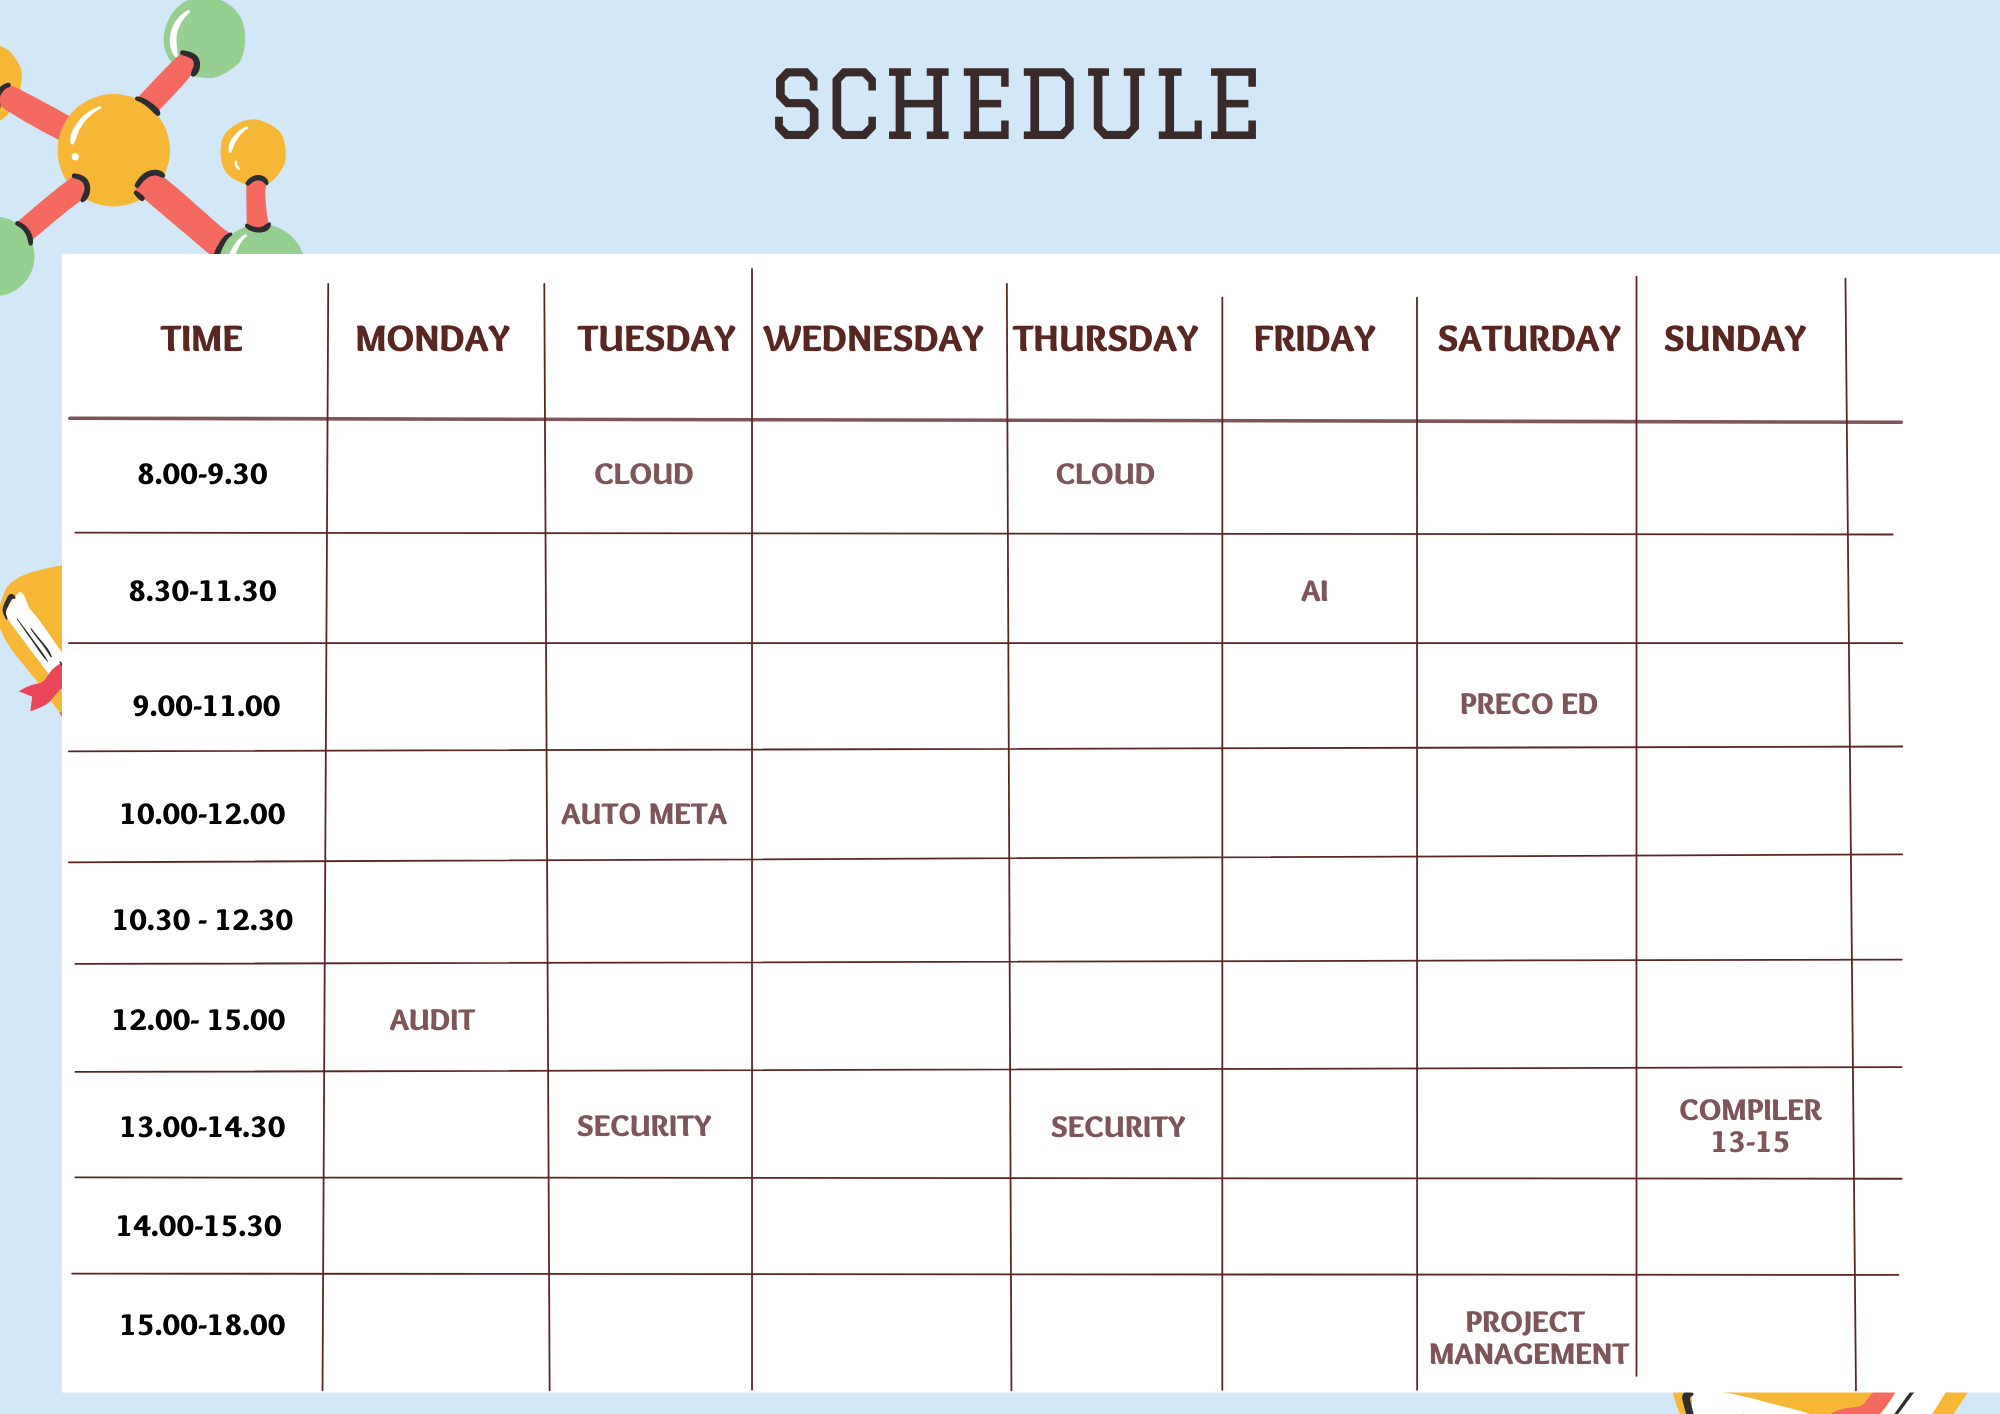 SCHEDULE
TIME MONDAY TUESDAY WEDNESDAY THURSDAY FRIDAY SATURDAY SUNDAY
8.00-9.30 CLOUD CLOUD
8.30-11.30 AI
9.00-11.00 PRECO ED
10.00-12.00 AUTO META
10.30 - 12.30
12.00- 15.00 AUDIT
13.00-14.30 SECURITY SECURITY COMPILER
13-15
14.00-15.30
15.00-18.00 PROJECT
MANAGEMENT